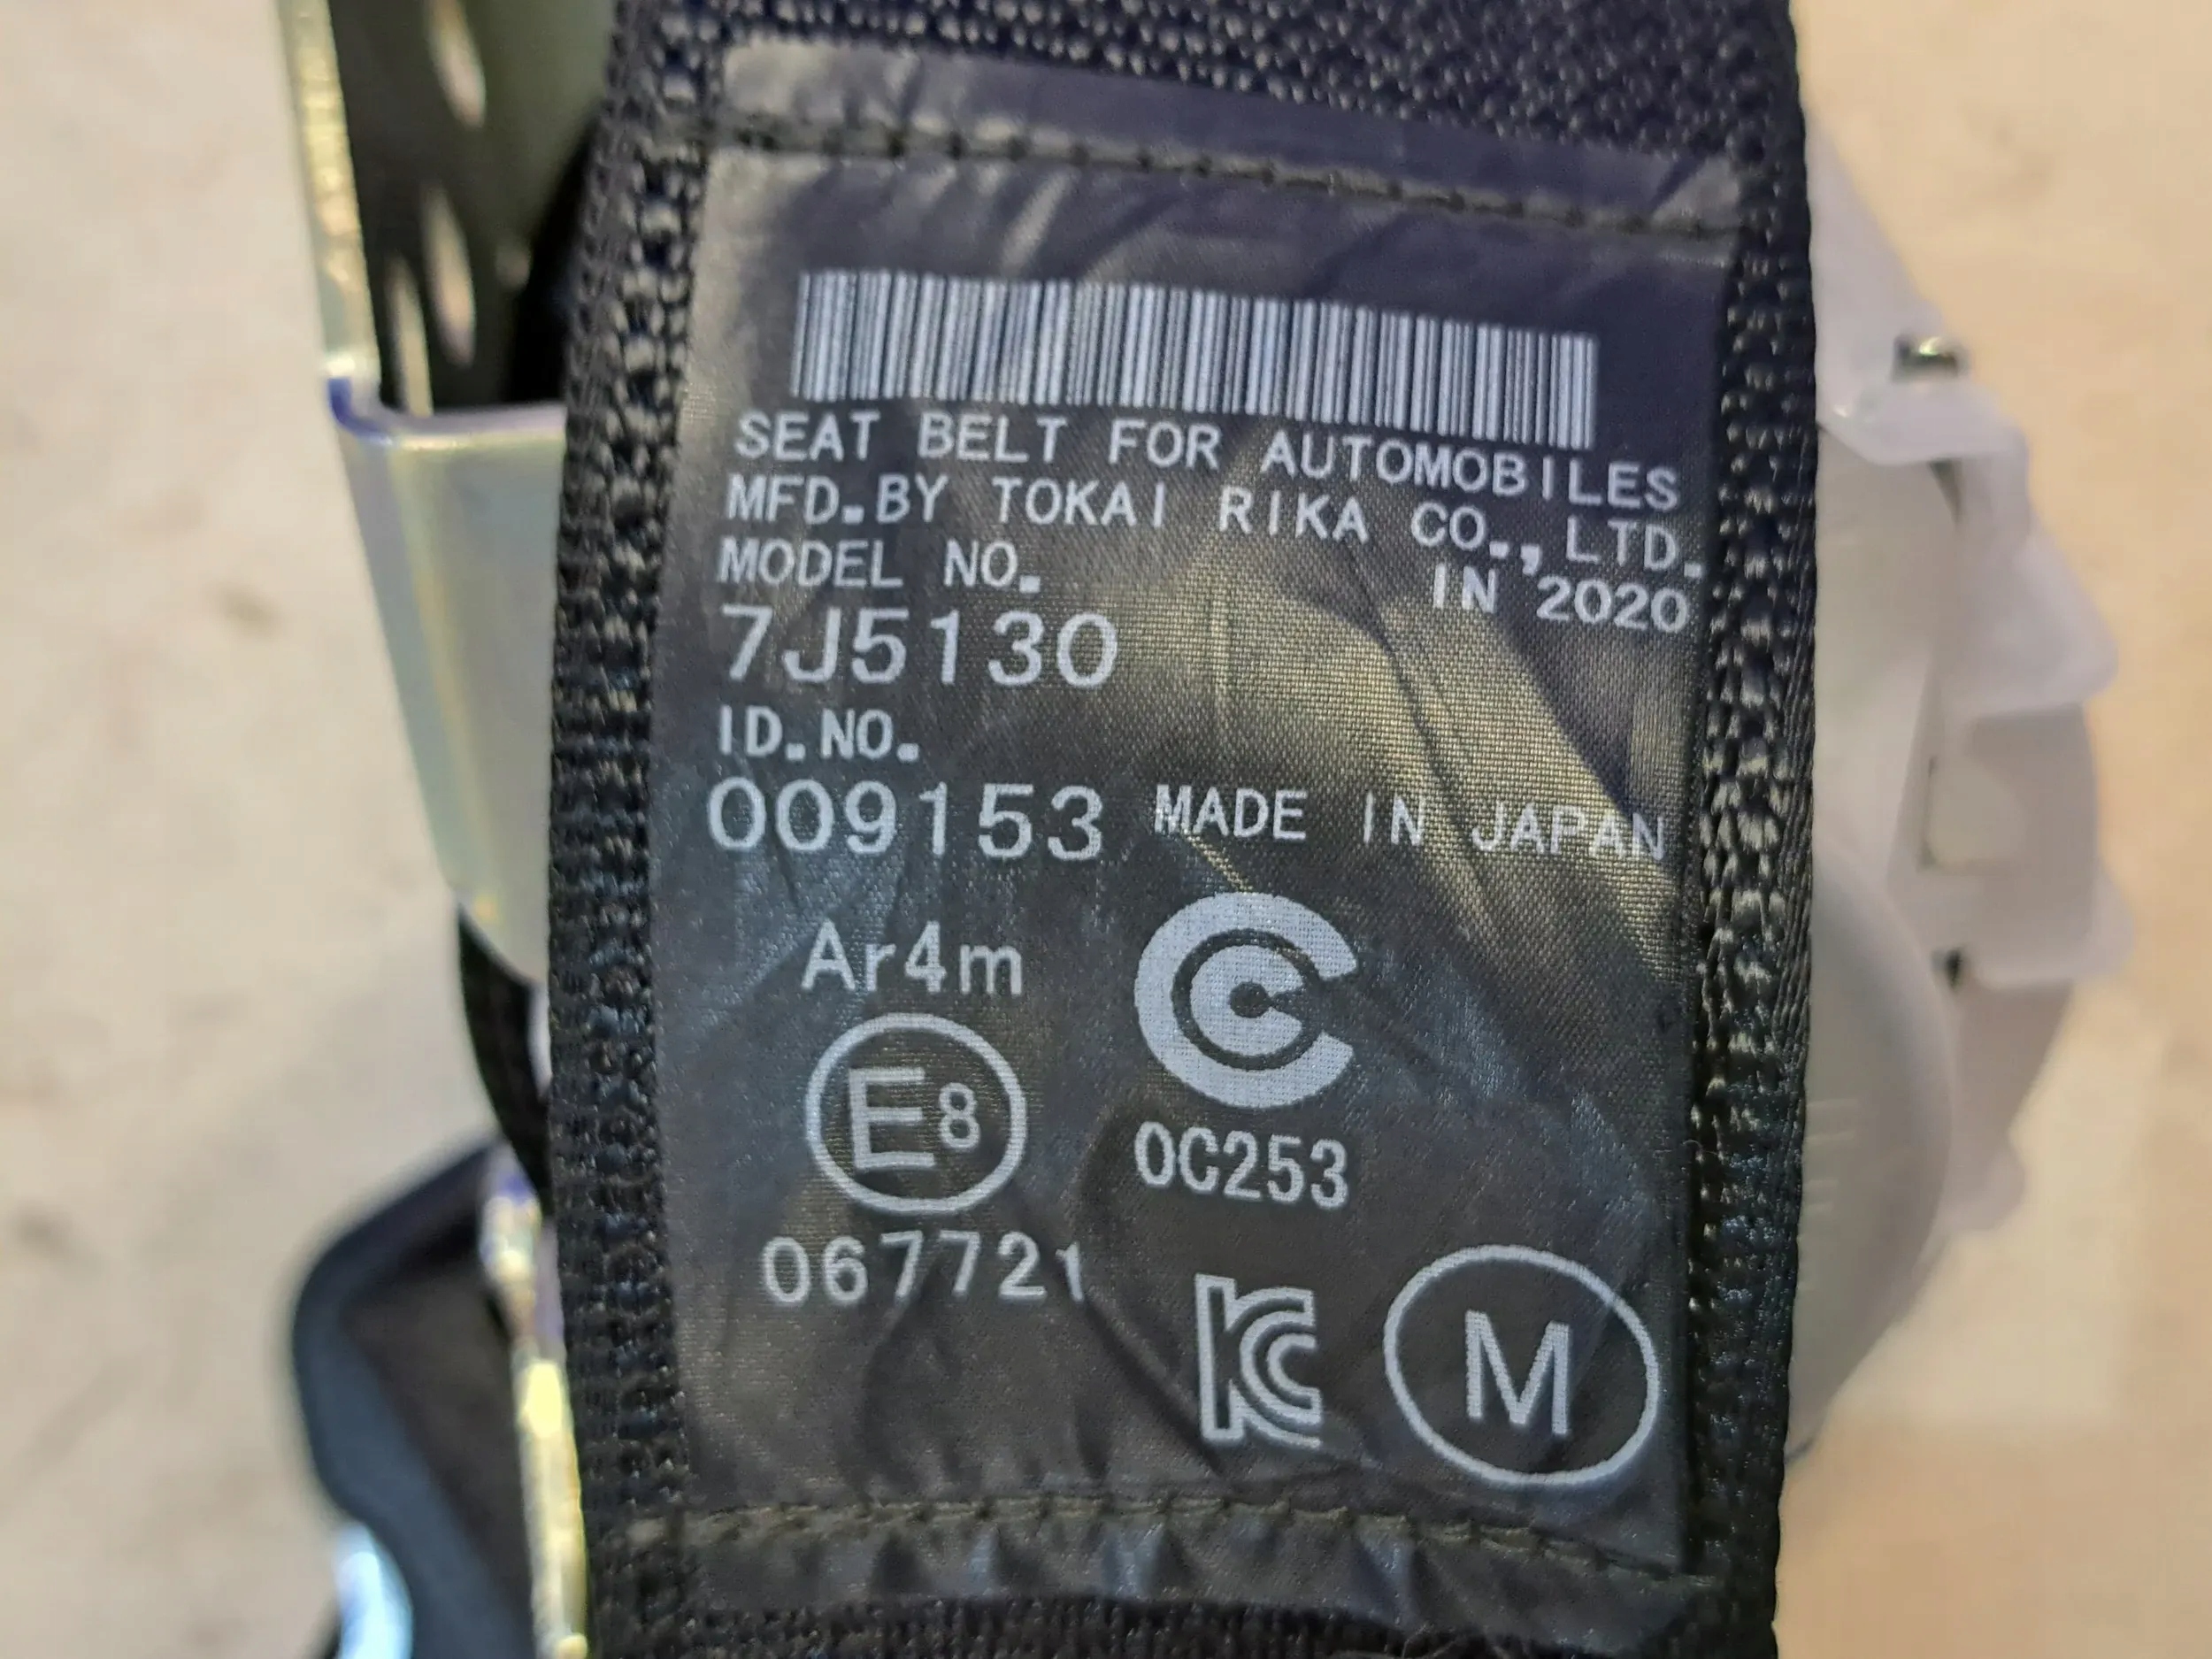 SEAT BELT FOR AUTOMOBILES
MFD.BY TOKAI RIKA CO.,LTD.
MODEL NO. IN 2020
7J5130
ID.NO.
009153 MADE IN JAPAN
Ar4m
E8
0C253
067721
M